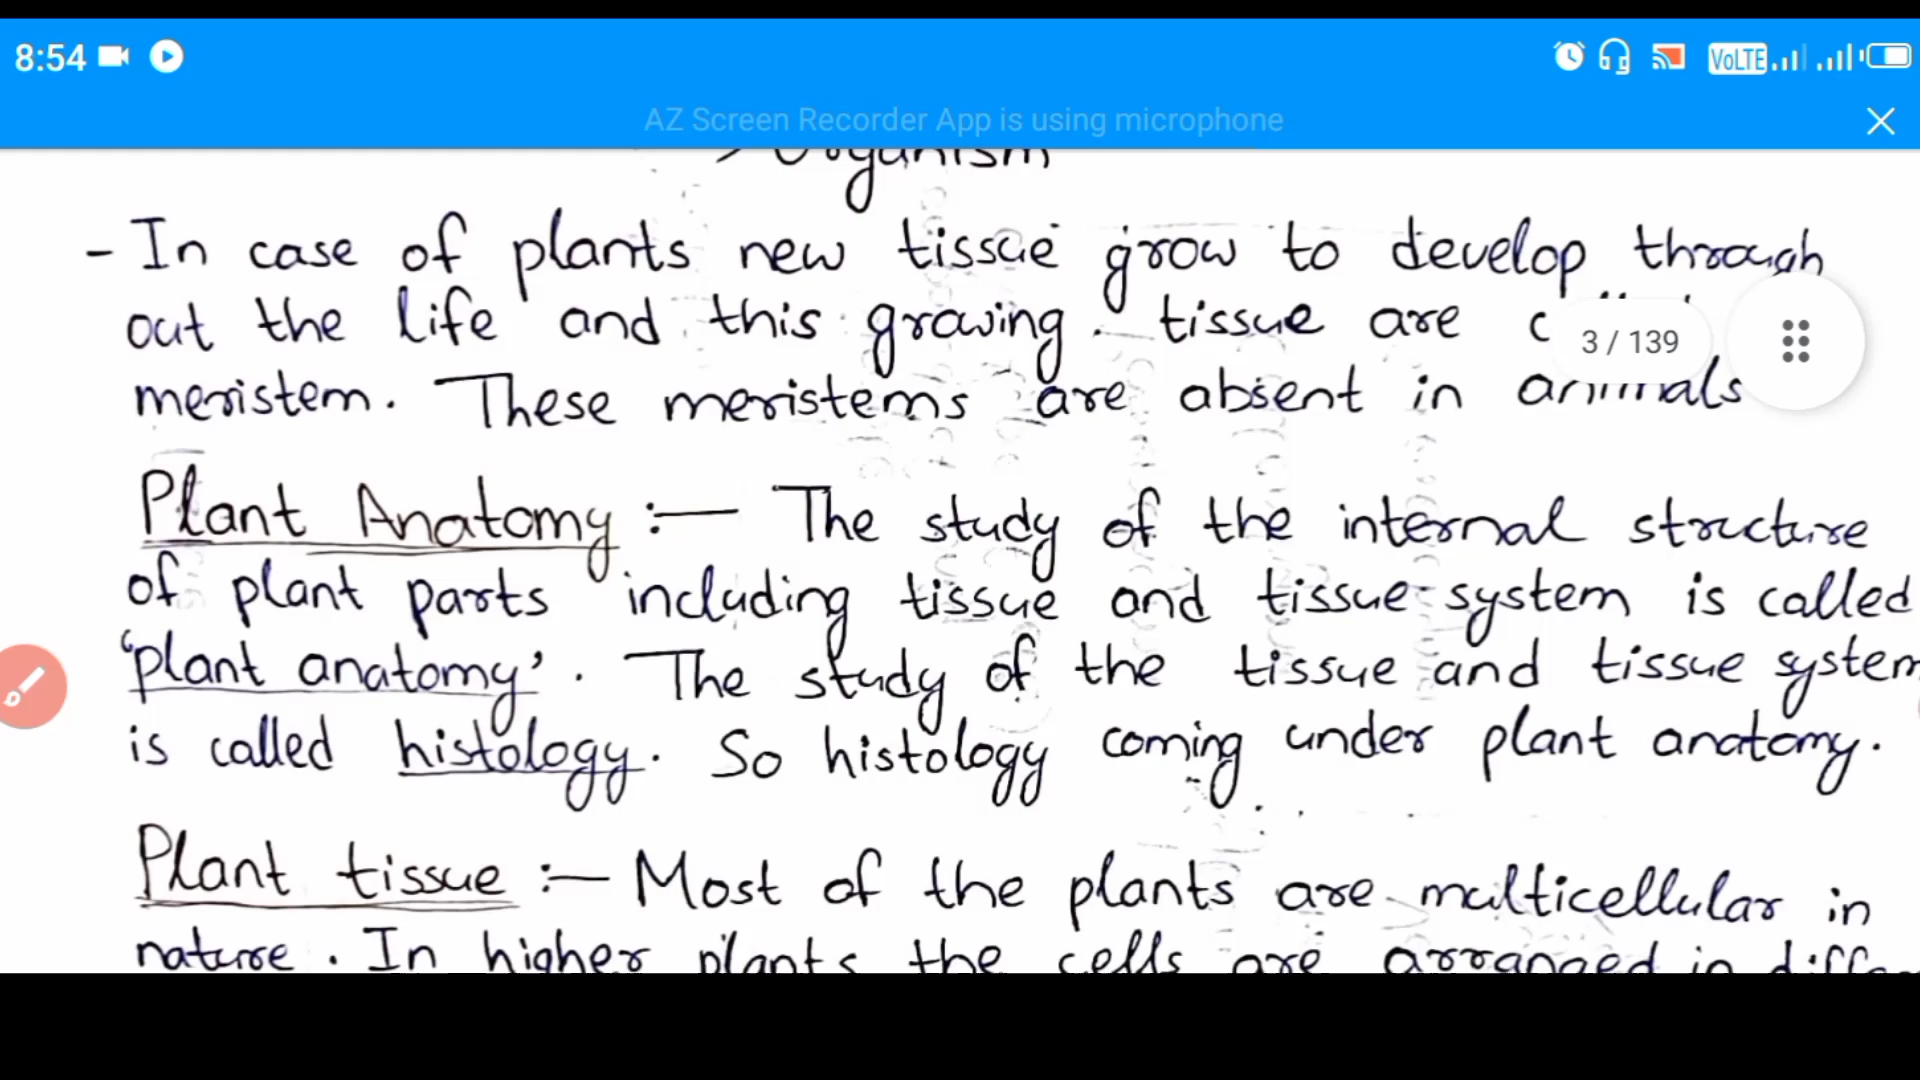 8:54
VoLTE
AZ Screen Recorder App is using microphone
> Organism
- In case of plants new tissue grow to develop through
out the life and this growing tissue are
3 / 139
meristem. These meristems are absent in animals
Plant Anatomy :— The study of the internal structure
of plant parts including tissue and tissue system is called
'plant anatomy'. The study of the tissue and tissue system
is called histology. So histology coming under plant anatomy.
Plant tissue :— Most of the plants are multicellular in
nature. In higher plants the cells are arranged in